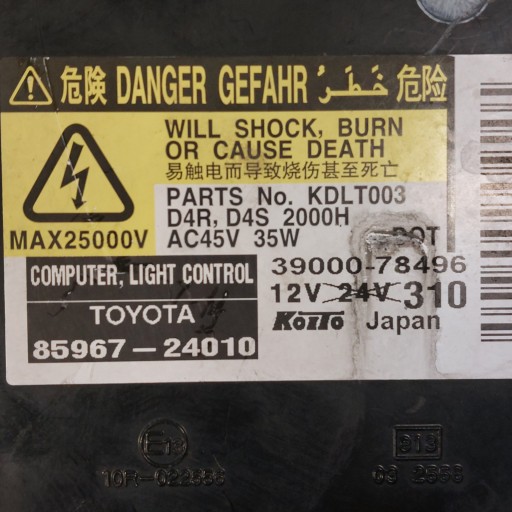 危険 DANGER GEFAHR خَطَرْ 危险
WILL SHOCK, BURN
OR CAUSE DEATH
易触电而导致烧伤甚至死亡
MAX25000V
PARTS No. KDLT003
D4R, D4S 2000H
AC45V 35W DOT
COMPUTER, LIGHT CONTROL
39000-78496
12V 24V 310
TOYOTA
KOITO Japan
85967-24010